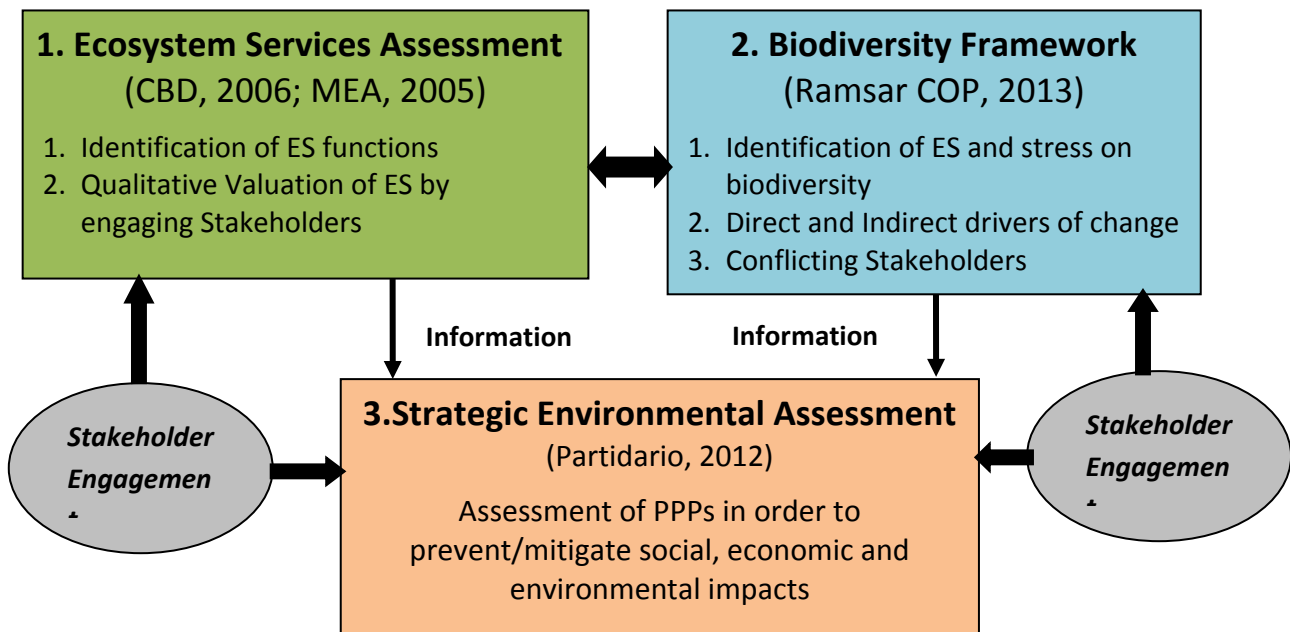 1. Ecosystem Services Assessment
(CBD, 2006; MEA, 2005)
1. Identification of ES functions
2. Qualitative Valuation of ES by
engaging Stakeholders
2. Biodiversity Framework
(Ramsar COP, 2013)
1. Identification of ES and stress on
biodiversity
2. Direct and Indirect drivers of change
3. Conflicting Stakeholders
Information
Information
Stakeholder
Engagemen
3.Strategic Environmental Assessment
(Partidario, 2012)
Assessment of PPPs in order to
prevent/mitigate social, economic and
environmental impacts
Stakeholder
Engagemen